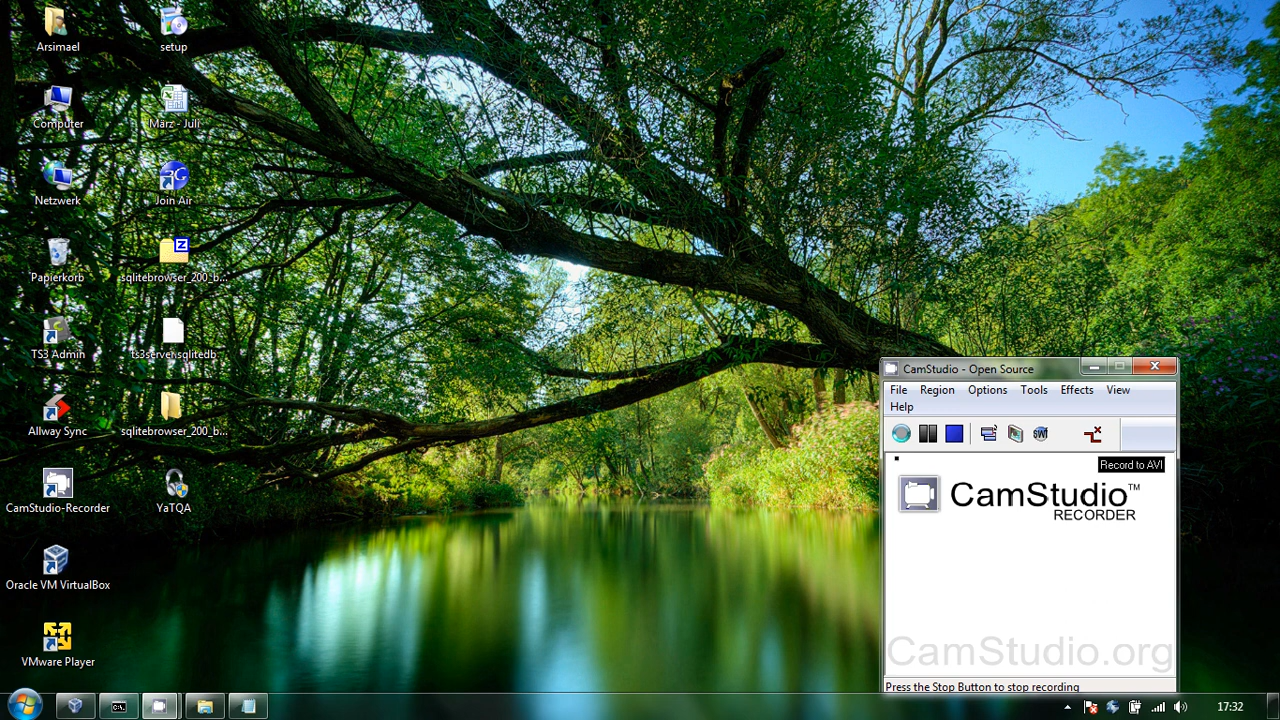 Arsimael
setup
Computer
März - Juli
Netzwerk
Join Air
Papierkorb
sqlitebrowser_200_b...
TS3 Admin
ts3server.sqlitedb
Allway Sync
sqlitebrowser_200_b...
CamStudio-Recorder
YaTQA
Oracle VM VirtualBox
VMware Player
CamStudio - Open Source
File Region Options Tools Effects View
Help
SWF
Record to AVI
CamStudio™
RECORDER
CamStudio.org
Press the Stop Button to stop recording
17:32